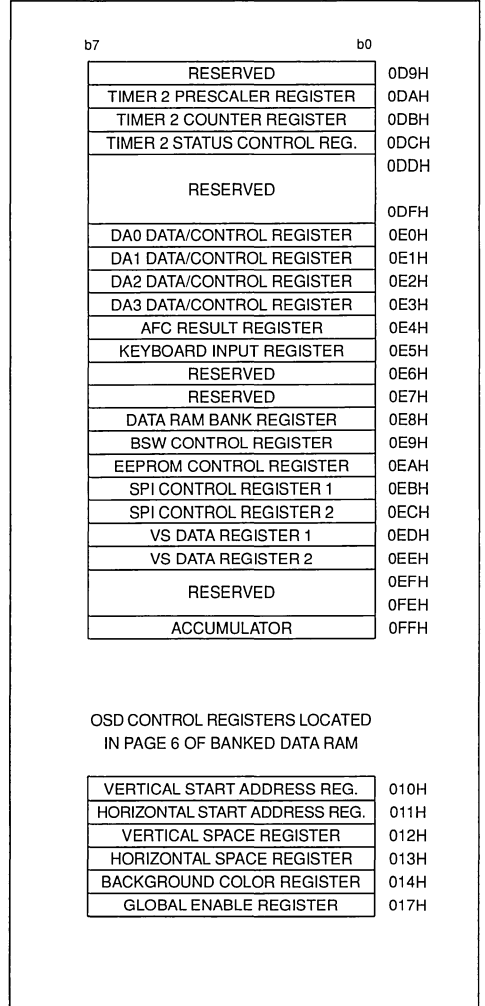 b7 b0
RESERVED 0D9H
TIMER 2 PRESCALER REGISTER 0DAH
TIMER 2 COUNTER REGISTER 0DBH
TIMER 2 STATUS CONTROL REG. 0DCH
0DDH
RESERVED
0DFH
DA0 DATA/CONTROL REGISTER 0E0H
DA1 DATA/CONTROL REGISTER 0E1H
DA2 DATA/CONTROL REGISTER 0E2H
DA3 DATA/CONTROL REGISTER 0E3H
AFC RESULT REGISTER 0E4H
KEYBOARD INPUT REGISTER 0E5H
RESERVED 0E6H
RESERVED 0E7H
DATA RAM BANK REGISTER 0E8H
BSW CONTROL REGISTER 0E9H
EEPROM CONTROL REGISTER 0EAH
SPI CONTROL REGISTER 1 0EBH
SPI CONTROL REGISTER 2 0ECH
VS DATA REGISTER 1 0EDH
VS DATA REGISTER 2 0EEH
0EFH
RESERVED
0FEH
ACCUMULATOR 0FFH
OSD CONTROL REGISTERS LOCATED
IN PAGE 6 OF BANKED DATA RAM
VERTICAL START ADDRESS REG. 010H
HORIZONTAL START ADDRESS REG. 011H
VERTICAL SPACE REGISTER 012H
HORIZONTAL SPACE REGISTER 013H
BACKGROUND COLOR REGISTER 014H
GLOBAL ENABLE REGISTER 017H